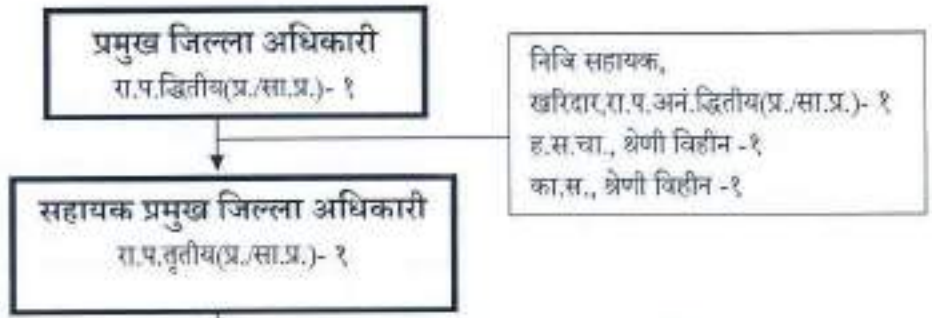 प्रमुख जिल्ला अधिकारी
रा.प.द्धितीय(प्र./सा.प्र.)- १
निजि सहायक,
खरिदार,रा.प.अनं.द्धितीय(प्र./सा.प्र.)- १
ह.स.चा., श्रेणी विहीन -१
का,स., श्रेणी विहीन -१
सहायक प्रमुख जिल्ला अधिकारी
रा.प.तृतीय(प्र./सा.प्र.)- १